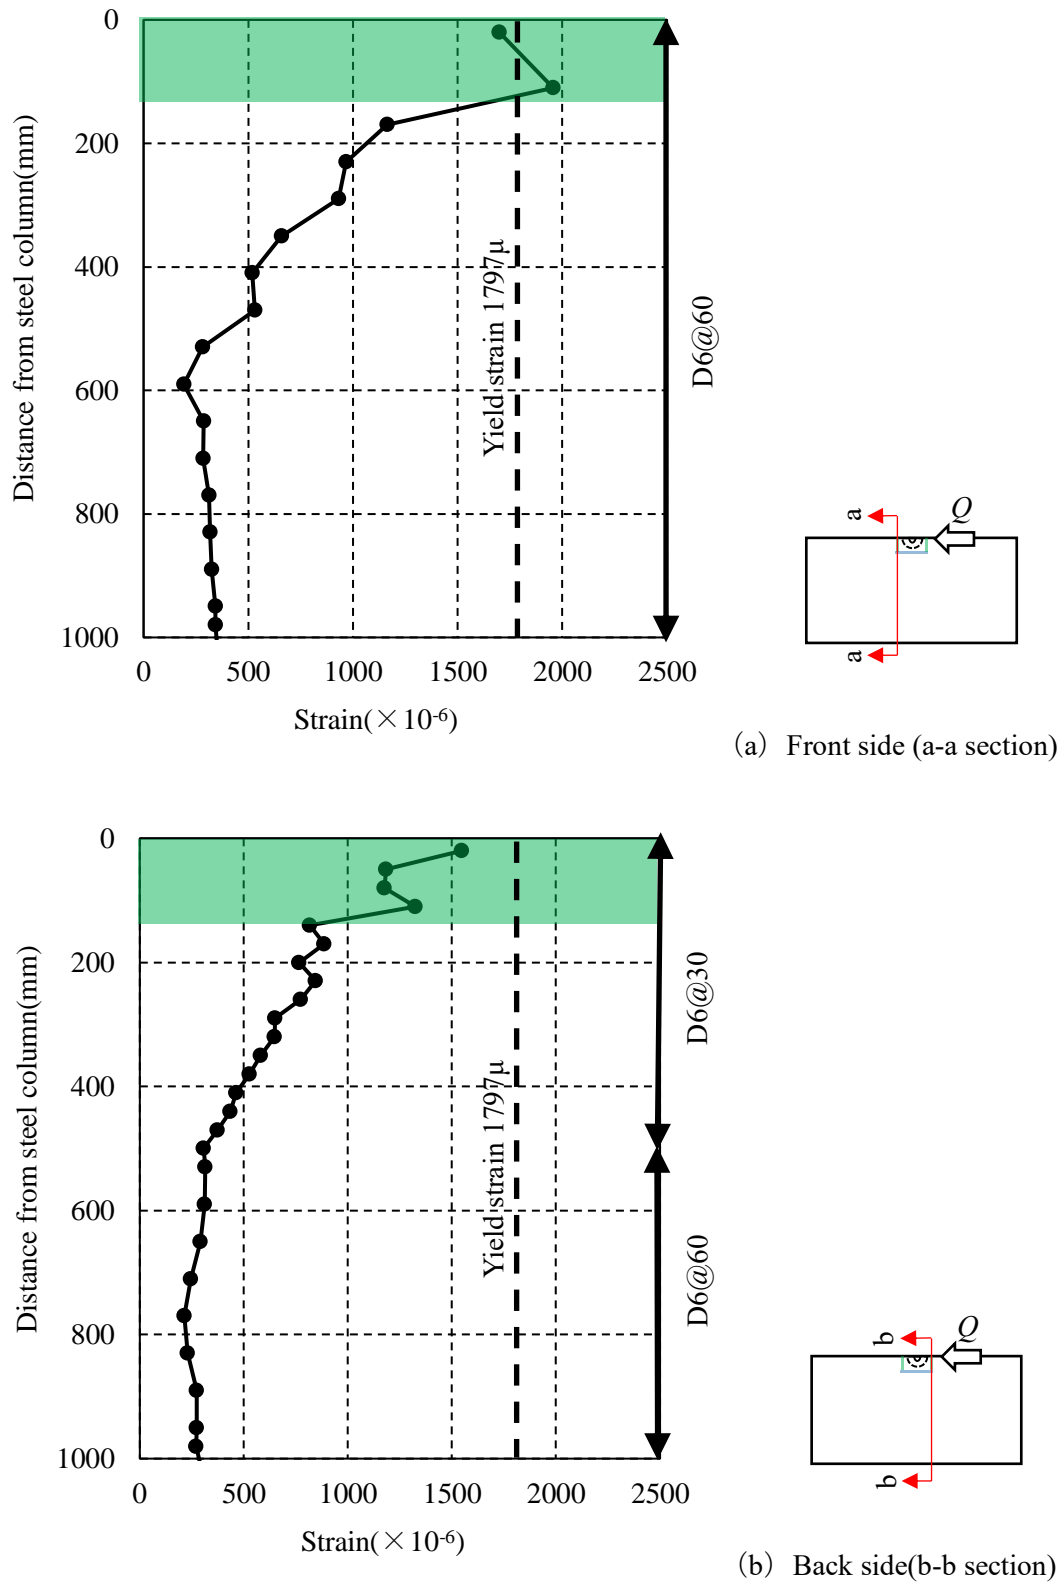 0
200
400
600
800
1000
Distance from steel column(mm)
Yield strain 1797μ
D6@60
0 500 1000 1500 2000 2500
Strain(×10-6)
a
Q
a
(a) Front side (a-a section)
0
200
400
600
800
1000
Distance from steel column(mm)
Yield strain 1797μ
D6@30
D6@60
0 500 1000 1500 2000 2500
Strain(×10-6)
b
Q
b
(b) Back side(b-b section)